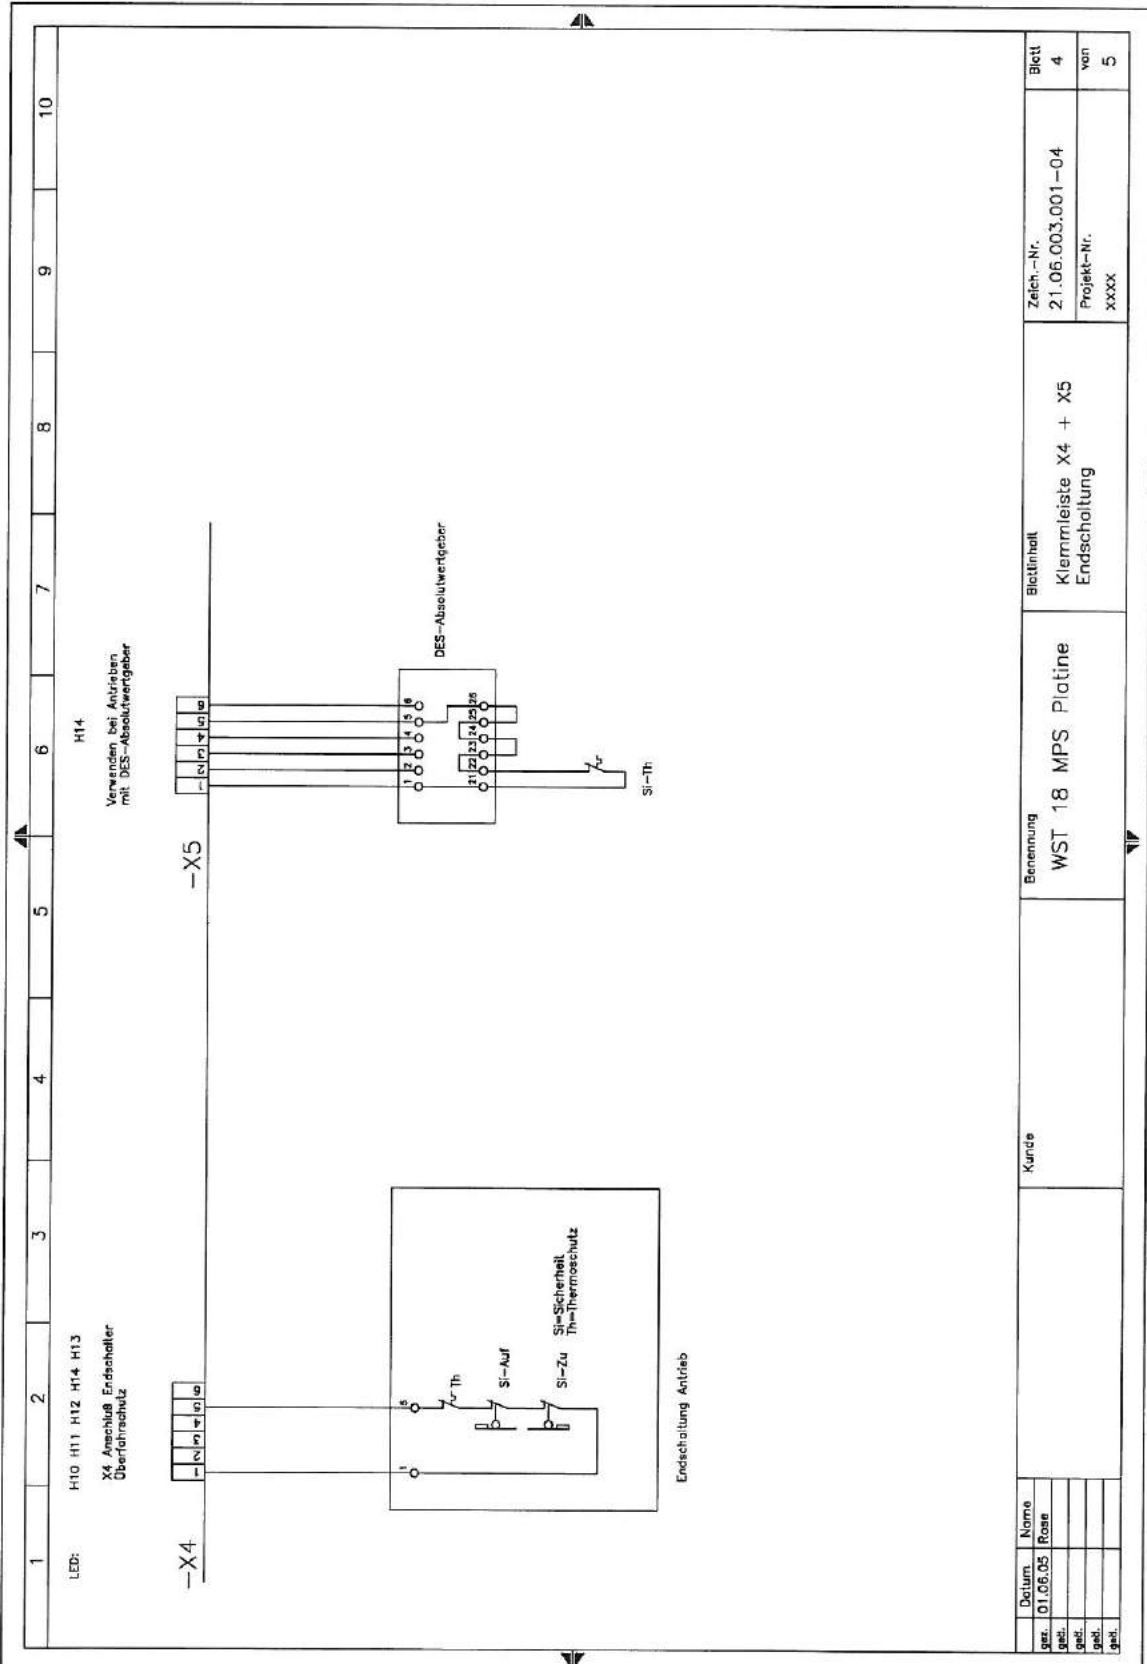 1 2 3 4 5 6 7 8 9 10
LED:
H10 H11 H12 H14 H13
X4 Anschluß Endschalter
Überfahrschutz
-X4
1 2 3 4 5 6
1
5
Th
Si-Auf
Si-Zu
Si=Sicherheit
Th=Thermoschutz
Endschaltung Antrieb
H14
Verwenden bei Antrieben
mit DES-Absolutwertgeber
-X5
1 2 3 4 5 6
1 2 3 4 5 6
21 22 23 24 25 26
DES-Absolutwertgeber
Si-Th
Datum Name
gez. 01.06.05 Rose
geä.
geä.
geä.
geä.
Kunde
Benennung
WST 18 MPS Platine
Blattinhalt
Klemmleiste X4 + X5
Endschaltung
Zeich.-Nr.
21.06.003.001-04
Projekt-Nr.
xxxx
Blatt
4
von
5